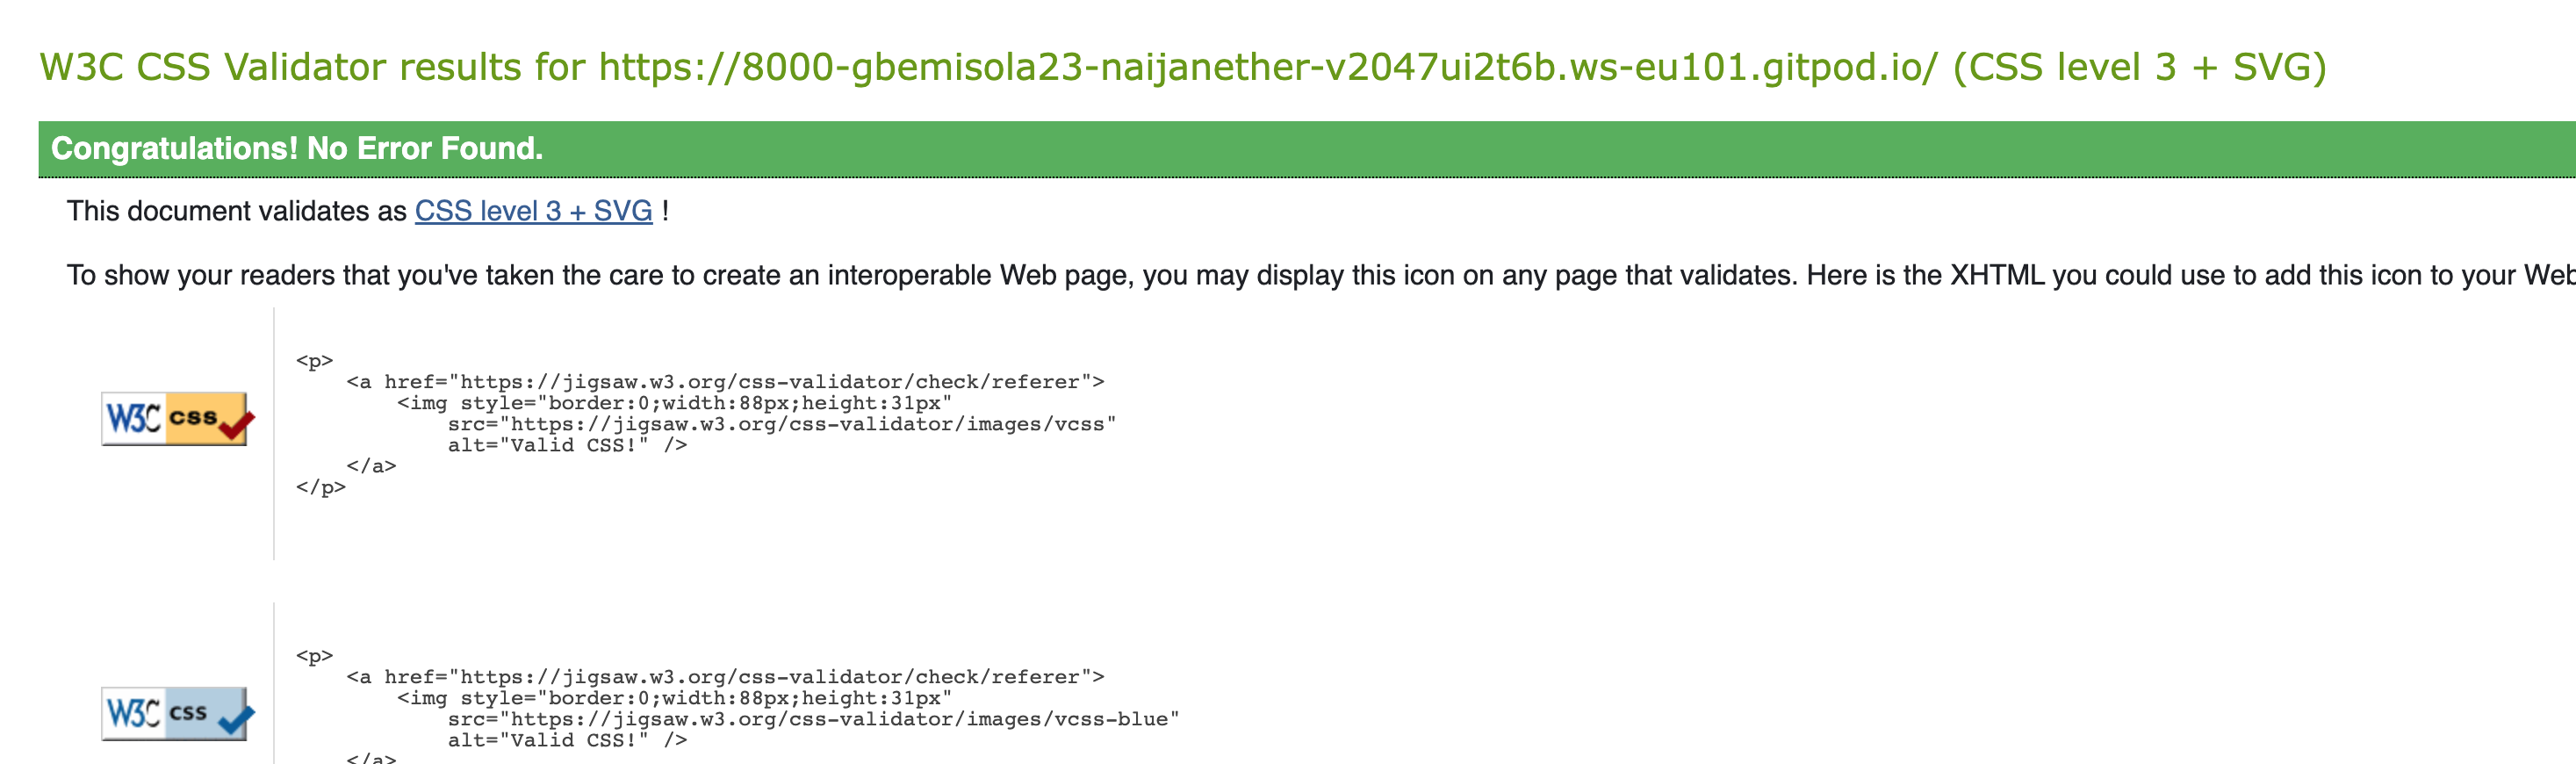 W3C CSS Validator results for https://8000-gbemisola23-naijanether-v2047ui2t6b.ws-eu101.gitpod.io/ (CSS level 3 + SVG)
Congratulations! No Error Found.
This document validates as CSS level 3 + SVG !
To show your readers that you've taken the care to create an interoperable Web page, you may display this icon on any page that validates. Here is the XHTML you could use to add this icon to your Web
<p>
<a href="https://jigsaw.w3.org/css-validator/check/referer">
<img style="border:0;width:88px;height:31px"
W3C css
src="https://jigsaw.w3.org/css-validator/images/vcss"
alt="Valid CSS!" />
</a>
</p>
<p>
<a href="https://jigsaw.w3.org/css-validator/check/referer">
<img style="border:0;width:88px;height:31px"
W3C css
src="https://jigsaw.w3.org/css-validator/images/vcss-blue"
alt="Valid CSS!" />
</a>